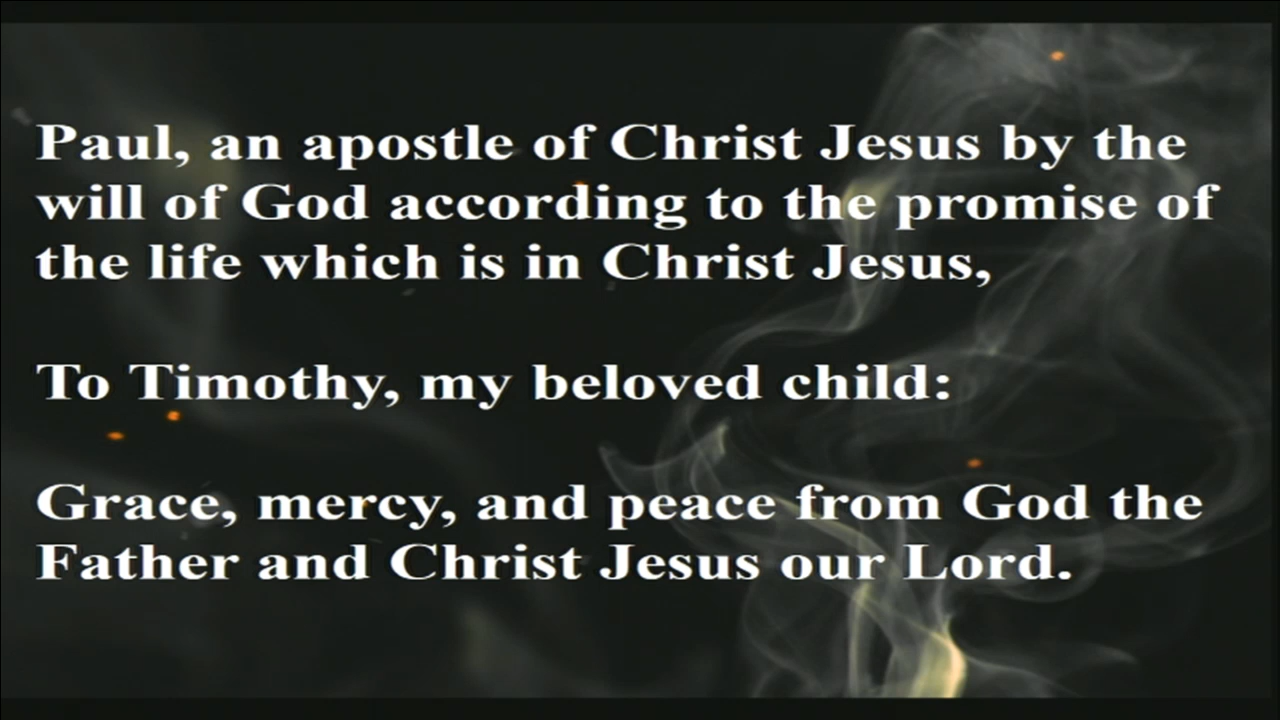 Paul, an apostle of Christ Jesus by the
will of God according to the promise of
the life which is in Christ Jesus,
To Timothy, my beloved child:
Grace, mercy, and peace from God the
Father and Christ Jesus our Lord.